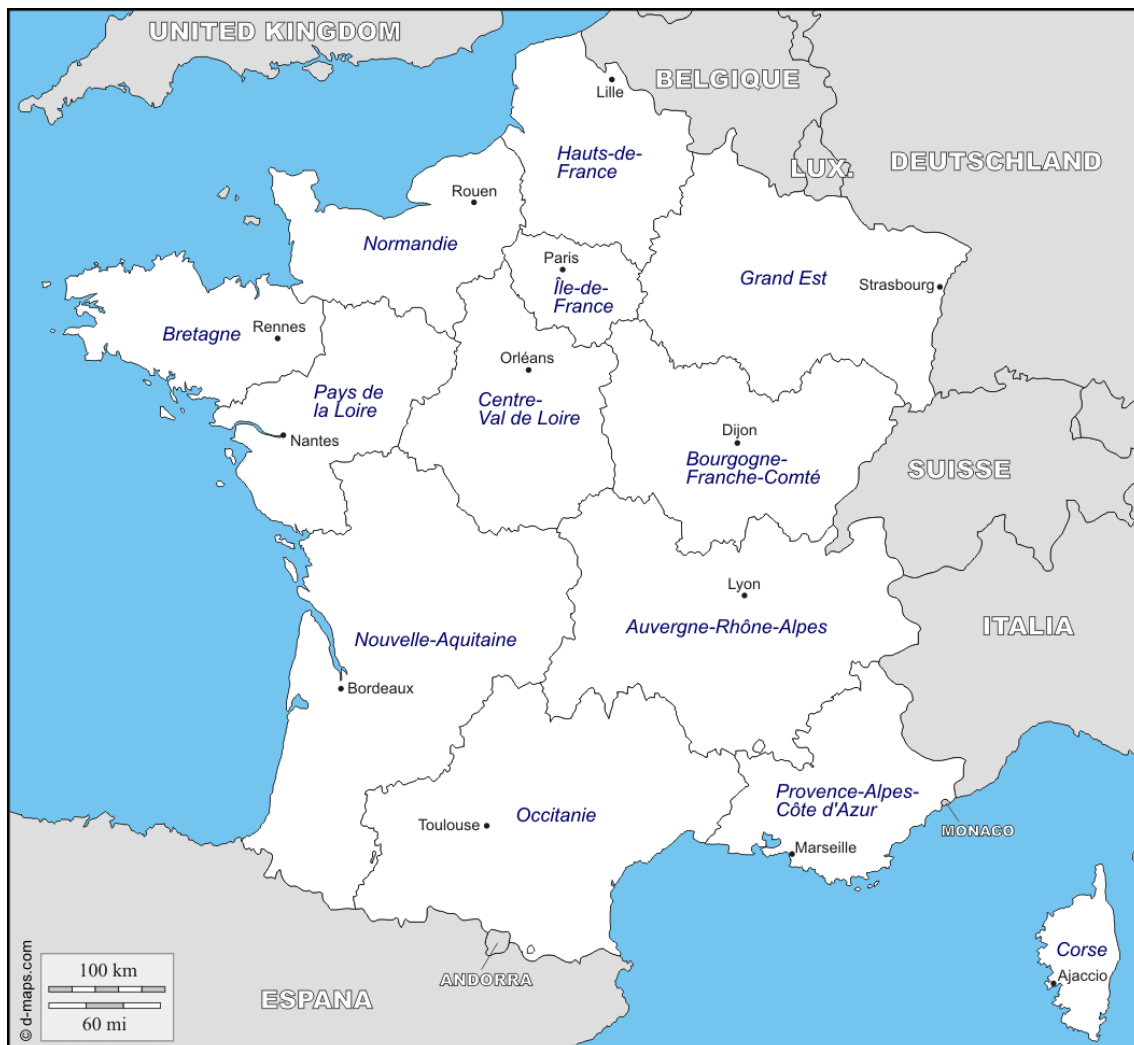 UNITED KINGDOM
BELGIQUE
Lille
LUX.
DEUTSCHLAND
Hauts-de-
France
Rouen
Normandie
Paris
Île-de-
France
Grand Est
Strasbourg
Bretagne
Rennes
Orléans
Pays de
la Loire
Centre-
Val de Loire
Nantes
Dijon
Bourgogne-
Franche-Comté
SUISSE
Lyon
Auvergne-Rhône-Alpes
ITALIA
Nouvelle-Aquitaine
Bordeaux
Provence-Alpes-
Côte d'Azur
Occitanie
Toulouse
MONACO
Marseille
Corse
Ajaccio
ANDORRA
ESPANA
100 km
60 mi
© d-maps.com